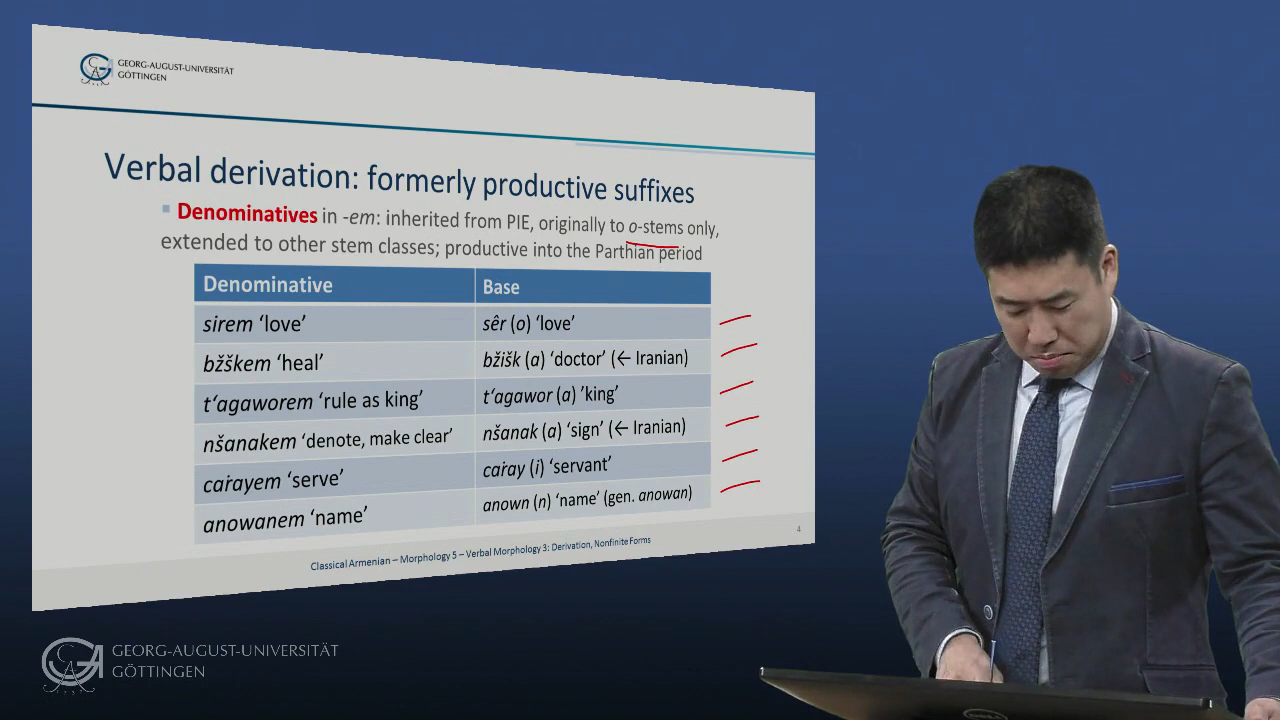 GEORG-AUGUST-UNIVERSITÄT
GÖTTINGEN
Verbal derivation: formerly productive suffixes
Denominatives in -em: inherited from PIE, originally to o-stems only,
extended to other stem classes; productive into the Parthian period
Denominative Base
sirem ‘love’ sêr (o) ‘love’
bžškem ‘heal’ bžišk (a) ‘doctor’ (← Iranian)
t‘agaworem ‘rule as king’ t‘agawor (a) ’king’
nšanakem ‘denote, make clear’ nšanak (a) ‘sign’ (← Iranian)
caṙayem ‘serve’ caṙay (i) ‘servant’
anowanem ‘name’ anown (n) ‘name’ (gen. anowan)
4
Classical Armenian – Morphology 5 – Verbal Morphology 3: Derivation, Nonfinite Forms
GEORG-AUGUST-UNIVERSITÄT
GÖTTINGEN
DELL